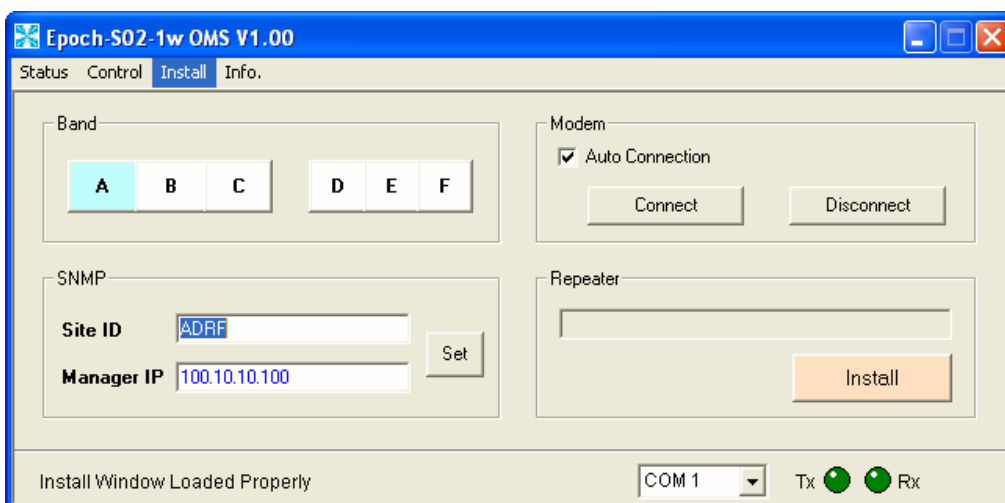 Epoch-S02-1w OMS V1.00
Status Control Install Info.
Band
A B C D E F
Modem
Auto Connection
Connect Disconnect
SNMP
Site ID ADRF
Manager IP 100.10.10.100
Set
Repeater
Install
Install Window Loaded Properly
COM 1
Tx Rx